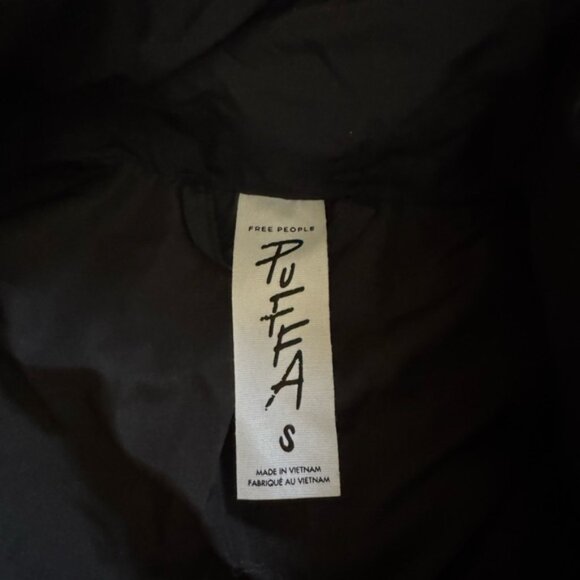 FREE PEOPLE
PUFFA
S
MADE IN VIETNAM
FABRIQUÉ AU VIETNAM